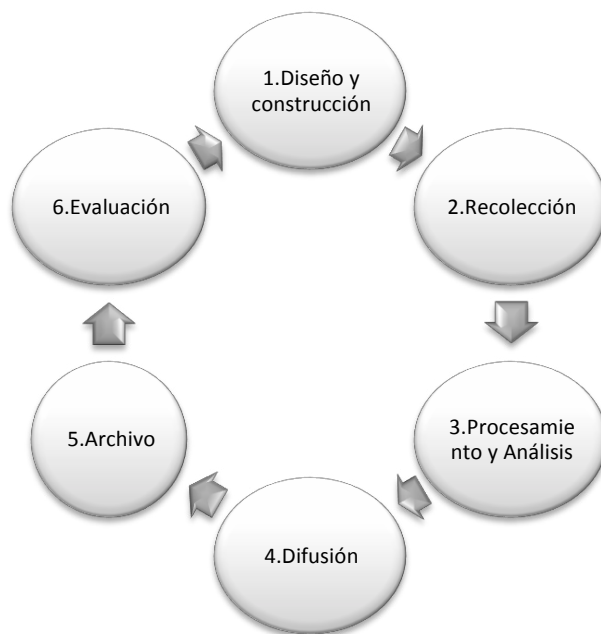 1.Diseño y
construcción
2.Recolección
3.Procesamie
nto y Análisis
4.Difusión
5.Archivo
6.Evaluación